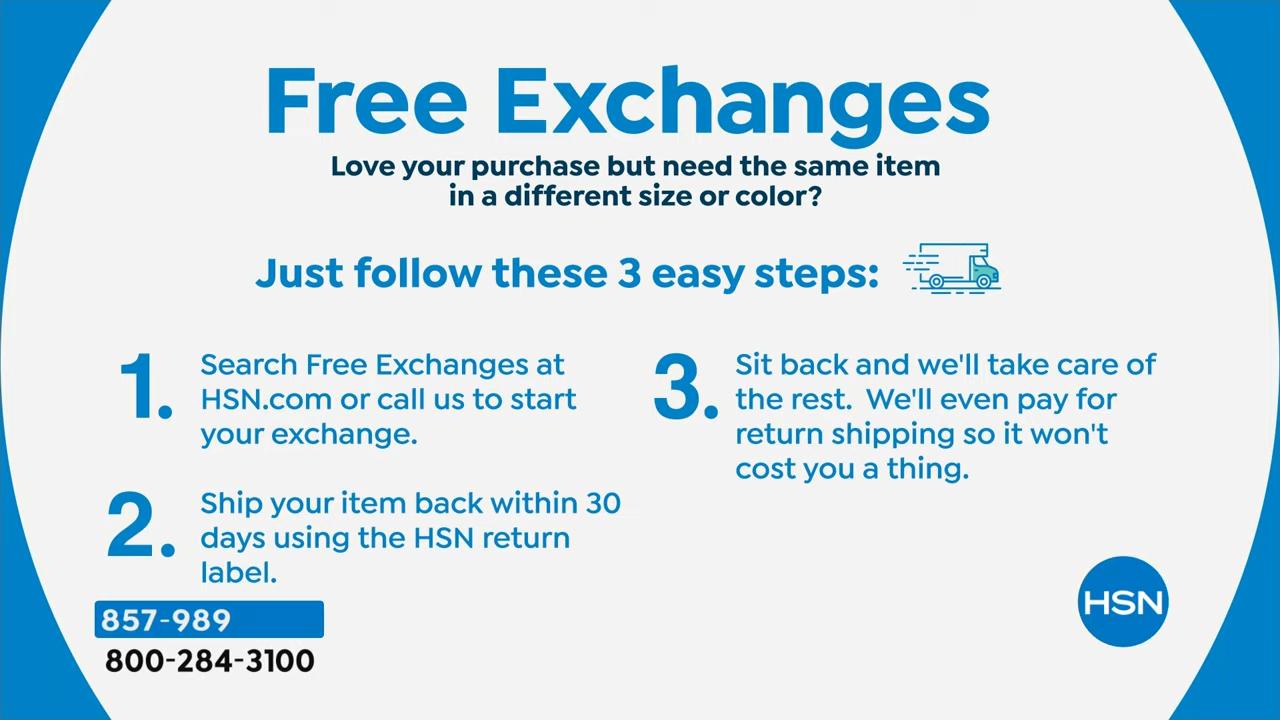 Free Exchanges
Love your purchase but need the same item
in a different size or color?
Just follow these 3 easy steps:
1. Search Free Exchanges at
HSN.com or call us to start
your exchange.
2. Ship your item back within 30
days using the HSN return
label.
3. Sit back and we'll take care of
the rest.  We'll even pay for
return shipping so it won't
cost you a thing.
857-989
800-284-3100
HSN